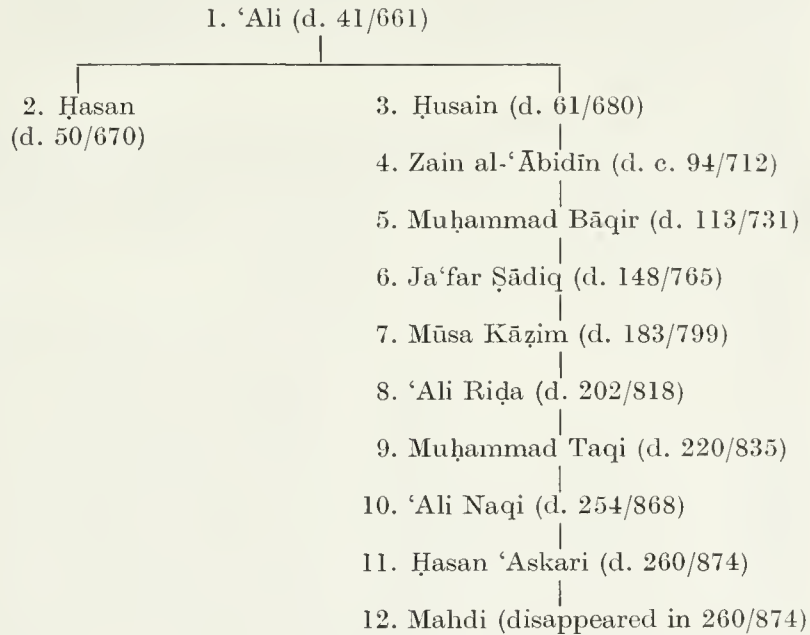 1. ‘Ali (d. 41/661)
2. Ḥasan
(d. 50/670)
3. Ḥusain (d. 61/680)
4. Zain al-‘Ābidīn (d. c. 94/712)
5. Muḥammad Bāqir (d. 113/731)
6. Ja‘far Ṣādiq (d. 148/765)
7. Mūsa Kāẓim (d. 183/799)
8. ‘Ali Riḍa (d. 202/818)
9. Muḥammad Taqi (d. 220/835)
10. ‘Ali Naqi (d. 254/868)
11. Ḥasan ‘Askari (d. 260/874)
12. Mahdi (disappeared in 260/874)